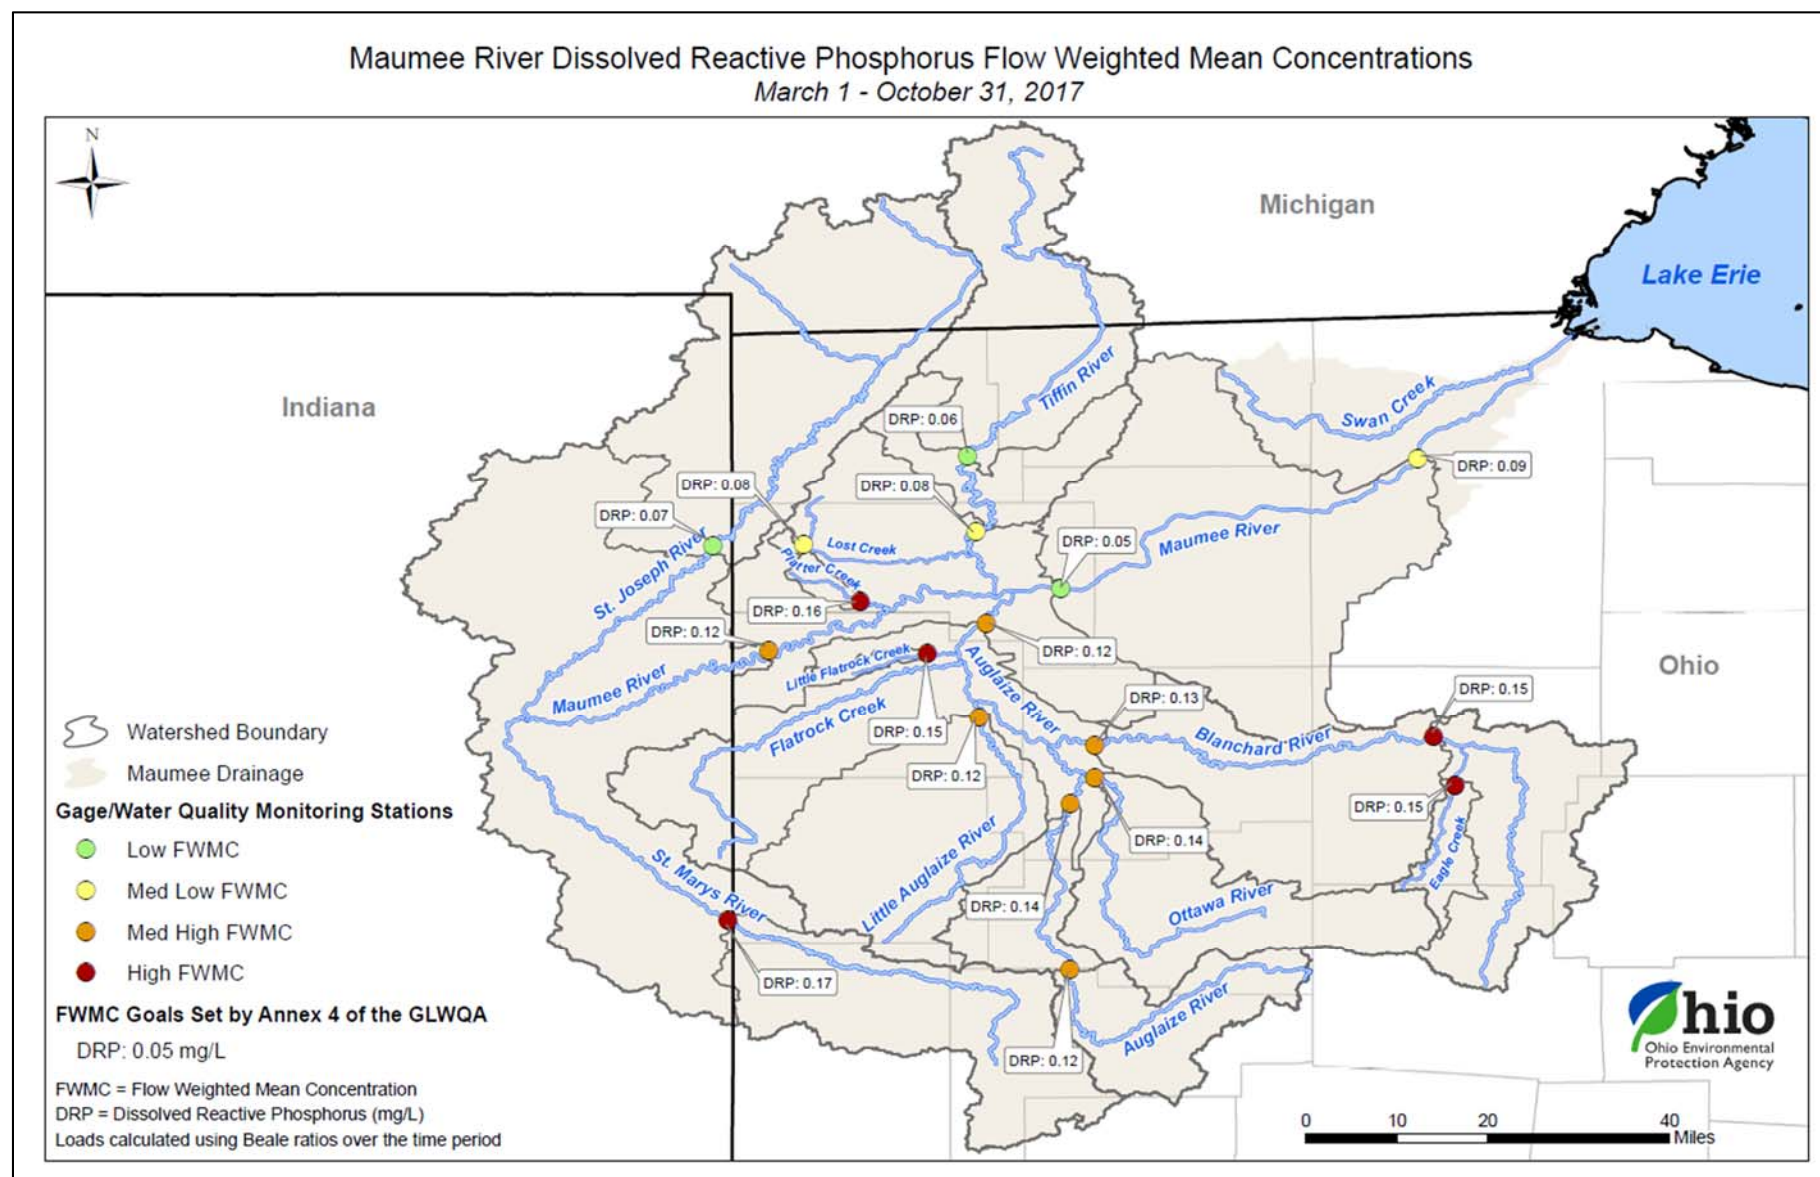 Maumee River Dissolved Reactive Phosphorus Flow Weighted Mean Concentrations
March 1 - October 31, 2017
N
Michigan
Lake Erie
Indiana
Tiffin River
Swan Creek
DRP: 0.06
DRP: 0.09
DRP: 0.08
DRP: 0.08
DRP: 0.07
St. Joseph River
Lost Creek
DRP: 0.05
Maumee River
Platter Creek
DRP: 0.16
DRP: 0.12
DRP: 0.12
Little Flatrock Creek
Auglaize River
Ohio
Maumee River
DRP: 0.13
DRP: 0.15
Flatrock Creek
DRP: 0.15
Blanchard River
DRP: 0.12
DRP: 0.15
DRP: 0.14
Little Auglaize River
Eagle Creek
St. Marys River
DRP: 0.14
Ottawa River
DRP: 0.17
Auglaize River
DRP: 0.12
Watershed Boundary
Maumee Drainage
Gage/Water Quality Monitoring Stations
Low FWMC
Med Low FWMC
Med High FWMC
High FWMC
FWMC Goals Set by Annex 4 of the GLWQA
DRP: 0.05 mg/L
FWMC = Flow Weighted Mean Concentration
DRP = Dissolved Reactive Phosphorus (mg/L)
Loads calculated using Beale ratios over the time period
Ohio
Ohio Environmental
Protection Agency
0 10 20 40
Miles